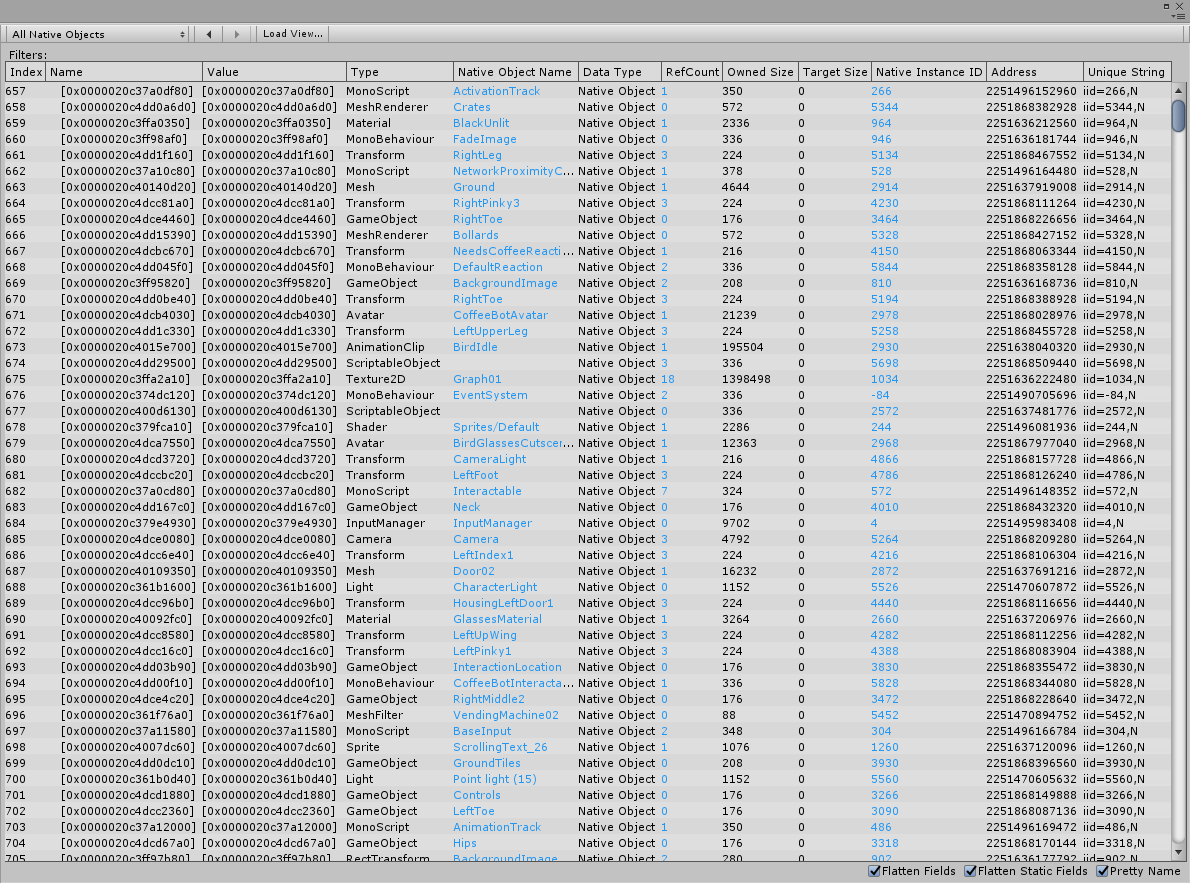 All Native Objects Load View...
Filters:
Index Name Value Type Native Object Name Data Type RefCount Owned Size Target Size Native Instance ID Address Unique String
657 [0x0000020c37a0df80] [0x0000020c37a0df80] MonoScript ActivationTrack Native Object 1 350 0 266 2251496152960 iid=266,N
658 [0x0000020c4dd0a6d0] [0x0000020c4dd0a6d0] MeshRenderer Crates Native Object 0 572 0 5344 2251868382928 iid=5344,N
659 [0x0000020c3ffa0350] [0x0000020c3ffa0350] Material BlackUnlit Native Object 1 2336 0 964 2251636212560 iid=964,N
660 [0x0000020c3ff98af0] [0x0000020c3ff98af0] MonoBehaviour FadeImage Native Object 0 336 0 946 2251636181744 iid=946,N
661 [0x0000020c4dd1f160] [0x0000020c4dd1f160] Transform RightLeg Native Object 3 224 0 5134 2251868467552 iid=5134,N
662 [0x0000020c37a10c80] [0x0000020c37a10c80] MonoScript NetworkProximityC... Native Object 1 378 0 528 2251496164480 iid=528,N
663 [0x0000020c40140d20] [0x0000020c40140d20] Mesh Ground Native Object 1 4644 0 2914 2251637919008 iid=2914,N
664 [0x0000020c4dcc81a0] [0x0000020c4dcc81a0] Transform RightPinky3 Native Object 3 224 0 4230 2251868111264 iid=4230,N
665 [0x0000020c4dce4460] [0x0000020c4dce4460] GameObject RightToe Native Object 0 176 0 3464 2251868226656 iid=3464,N
666 [0x0000020c4dd15390] [0x0000020c4dd15390] MeshRenderer Bollards Native Object 0 572 0 5328 2251868427152 iid=5328,N
667 [0x0000020c4dcbc670] [0x0000020c4dcbc670] Transform NeedsCoffeeReacti... Native Object 1 216 0 4150 2251868063344 iid=4150,N
668 [0x0000020c4dd045f0] [0x0000020c4dd045f0] MonoBehaviour DefaultReaction Native Object 2 336 0 5844 2251868358128 iid=5844,N
669 [0x0000020c3ff95820] [0x0000020c3ff95820] GameObject BackgroundImage Native Object 2 208 0 810 2251636168736 iid=810,N
670 [0x0000020c4dd0be40] [0x0000020c4dd0be40] Transform RightToe Native Object 3 224 0 5194 2251868388928 iid=5194,N
671 [0x0000020c4dcb4030] [0x0000020c4dcb4030] Avatar CoffeeBotAvatar Native Object 1 21239 0 2978 2251868028976 iid=2978,N
672 [0x0000020c4dd1c330] [0x0000020c4dd1c330] Transform LeftUpperLeg Native Object 3 224 0 5258 2251868455728 iid=5258,N
673 [0x0000020c4015e700] [0x0000020c4015e700] AnimationClip BirdIdle Native Object 1 195504 0 2930 2251638040320 iid=2930,N
674 [0x0000020c4dd29500] [0x0000020c4dd29500] ScriptableObject Native Object 3 336 0 5698 2251868509440 iid=5698,N
675 [0x0000020c3ffa2a10] [0x0000020c3ffa2a10] Texture2D Graph01 Native Object 18 1398498 0 1034 2251636222480 iid=1034,N
676 [0x0000020c374dc120] [0x0000020c374dc120] MonoBehaviour EventSystem Native Object 2 336 0 -84 2251490705696 iid=-84,N
677 [0x0000020c400d6130] [0x0000020c400d6130] ScriptableObject Native Object 0 336 0 2572 2251637481776 iid=2572,N
678 [0x0000020c379fca10] [0x0000020c379fca10] Shader Sprites/Default Native Object 1 2286 0 244 2251496081936 iid=244,N
679 [0x0000020c4dca7550] [0x0000020c4dca7550] Avatar BirdGlassesCutscer... Native Object 1 12363 0 2968 2251867977040 iid=2968,N
680 [0x0000020c4dcd3720] [0x0000020c4dcd3720] Transform CameraLight Native Object 1 216 0 4866 2251868157728 iid=4866,N
681 [0x0000020c4dccbc20] [0x0000020c4dccbc20] Transform LeftFoot Native Object 3 224 0 4786 2251868126240 iid=4786,N
682 [0x0000020c37a0cd80] [0x0000020c37a0cd80] MonoScript Interactable Native Object 7 324 0 572 2251496148352 iid=572,N
683 [0x0000020c4dd167c0] [0x0000020c4dd167c0] GameObject Neck Native Object 0 176 0 4010 2251868432320 iid=4010,N
684 [0x0000020c379e4930] [0x0000020c379e4930] InputManager InputManager Native Object 0 9702 0 4 2251495983408 iid=4,N
685 [0x0000020c4dce0080] [0x0000020c4dce0080] Camera Camera Native Object 3 4792 0 5264 2251868209280 iid=5264,N
686 [0x0000020c4dcc6e40] [0x0000020c4dcc6e40] Transform LeftIndex1 Native Object 3 224 0 4216 2251868106304 iid=4216,N
687 [0x0000020c40109350] [0x0000020c40109350] Mesh Door02 Native Object 1 16232 0 2872 2251637691216 iid=2872,N
688 [0x0000020c361b1600] [0x0000020c361b1600] Light CharacterLight Native Object 0 1152 0 5526 2251470607872 iid=5526,N
689 [0x0000020c4dcc96b0] [0x0000020c4dcc96b0] Transform HousingLeftDoor1 Native Object 3 224 0 4440 2251868116656 iid=4440,N
690 [0x0000020c40092fc0] [0x0000020c40092fc0] Material GlassesMaterial Native Object 1 3264 0 2660 2251637206976 iid=2660,N
691 [0x0000020c4dcc8580] [0x0000020c4dcc8580] Transform LeftUpWing Native Object 3 224 0 4282 2251868112256 iid=4282,N
692 [0x0000020c4dcc16c0] [0x0000020c4dcc16c0] Transform LeftPinky1 Native Object 3 224 0 4388 2251868083904 iid=4388,N
693 [0x0000020c4dd03b90] [0x0000020c4dd03b90] GameObject InteractionLocation Native Object 0 176 0 3830 2251868355472 iid=3830,N
694 [0x0000020c4dd00f10] [0x0000020c4dd00f10] MonoBehaviour CoffeeBotInteracta... Native Object 1 336 0 5828 2251868344080 iid=5828,N
695 [0x0000020c4dce4c20] [0x0000020c4dce4c20] GameObject RightMiddle2 Native Object 0 176 0 3472 2251868228640 iid=3472,N
696 [0x0000020c361f76a0] [0x0000020c361f76a0] MeshFilter VendingMachine02 Native Object 0 88 0 5452 2251470894752 iid=5452,N
697 [0x0000020c37a11580] [0x0000020c37a11580] MonoScript BaseInput Native Object 2 348 0 304 2251496166784 iid=304,N
698 [0x0000020c4007dc60] [0x0000020c4007dc60] Sprite ScrollingText_26 Native Object 1 1076 0 1260 2251637120096 iid=1260,N
699 [0x0000020c4dd0dc10] [0x0000020c4dd0dc10] GameObject GroundTiles Native Object 0 208 0 3930 2251868396560 iid=3930,N
700 [0x0000020c361b0d40] [0x0000020c361b0d40] Light Point light (15) Native Object 0 1152 0 5560 2251470605632 iid=5560,N
701 [0x0000020c4dcd1880] [0x0000020c4dcd1880] GameObject Controls Native Object 0 176 0 3266 2251868149888 iid=3266,N
702 [0x0000020c4dcc2360] [0x0000020c4dcc2360] GameObject LeftToe Native Object 0 176 0 3090 2251868087136 iid=3090,N
703 [0x0000020c37a12000] [0x0000020c37a12000] MonoScript AnimationTrack Native Object 1 350 0 486 2251496169472 iid=486,N
704 [0x0000020c4dcd67a0] [0x0000020c4dcd67a0] GameObject Hips Native Object 0 176 0 3318 2251868170144 iid=3318,N
705 [0x0000020c3ff97b80] [0x0000020c3ff97b80] RectTransform BackgroundImage Native Object 2 280 0 902 2251636177792 iid=902,N
Flatten Fields Flatten Static Fields Pretty Name